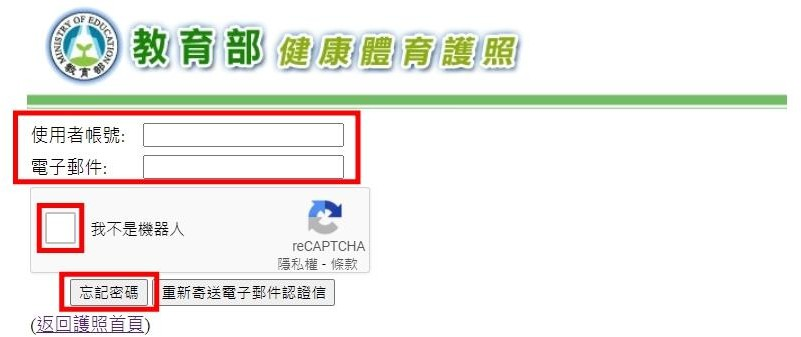 MINISTRY OF EDUCATION
教育部
教育部 健康體育護照
使用者帳號:
電子郵件:
我不是機器人
reCAPTCHA
隱私權 - 條款
忘記密碼 重新寄送電子郵件認證信
(返回護照首頁)